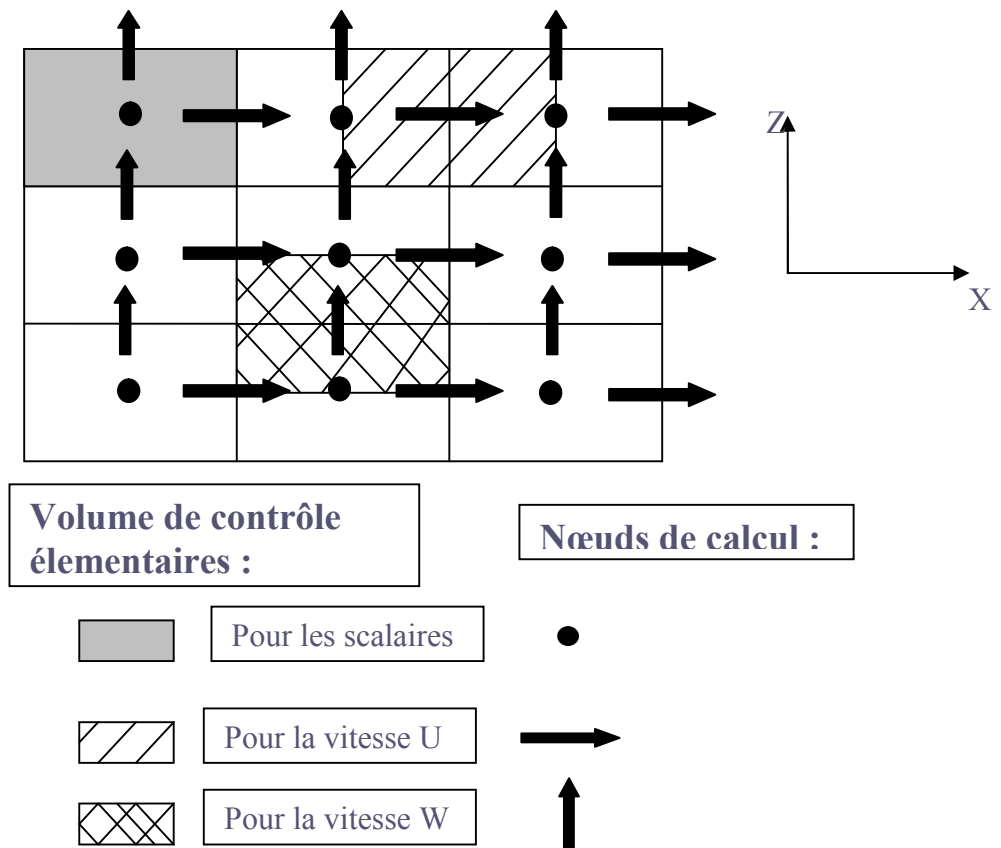 Z
X
Volume de contrôle
élementaires :
Nœuds de calcul :
Pour les scalaires
Pour la vitesse U
Pour la vitesse W